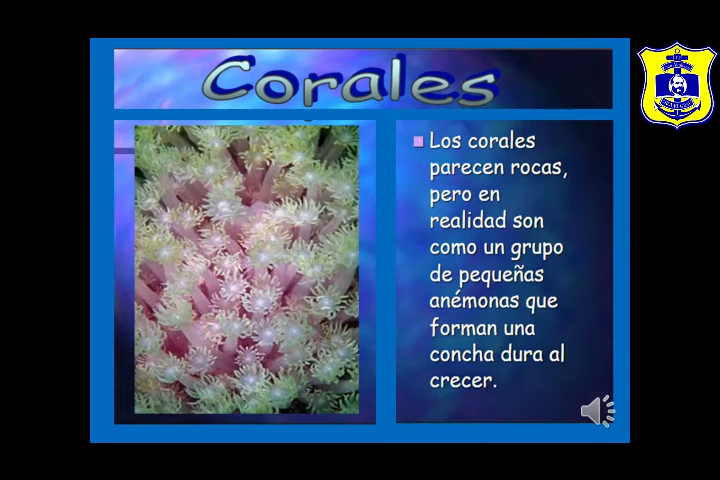 Corales
Los corales
parecen rocas,
pero en
realidad son
como un grupo
de pequeñas
anémonas que
forman una
concha dura al
crecer.